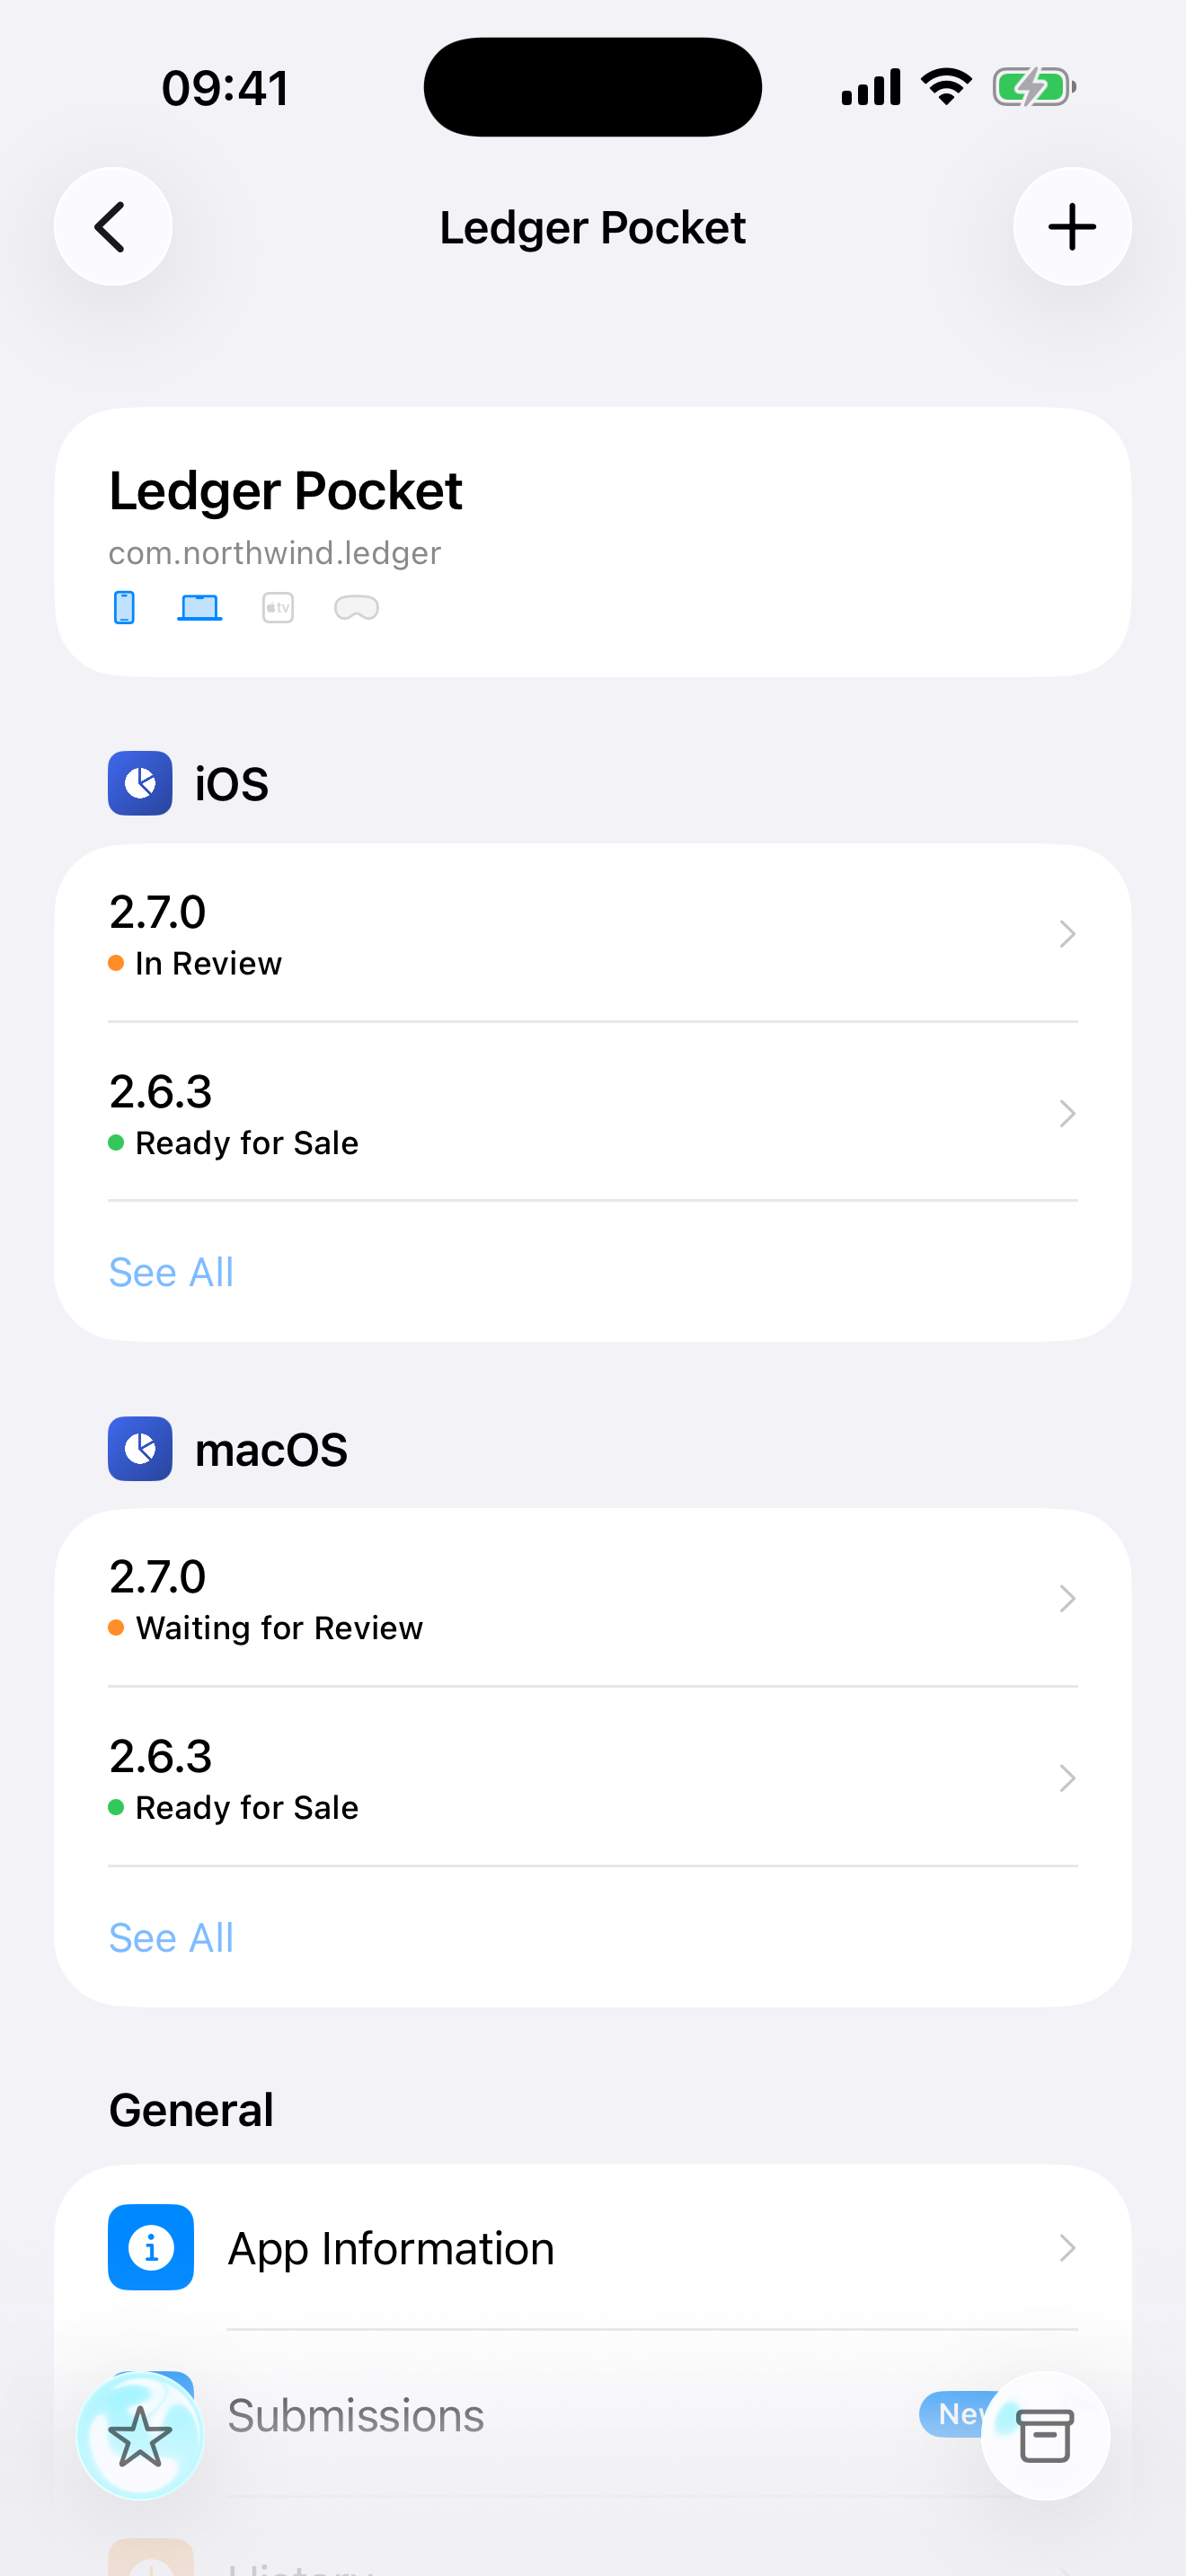 09:41
Ledger Pocket
Ledger Pocket
com.northwind.ledger
tv
iOS
2.7.0
In Review
2.6.3
Ready for Sale
See All
macOS
2.7.0
Waiting for Review
2.6.3
Ready for Sale
See All
General
App Information
Submissions